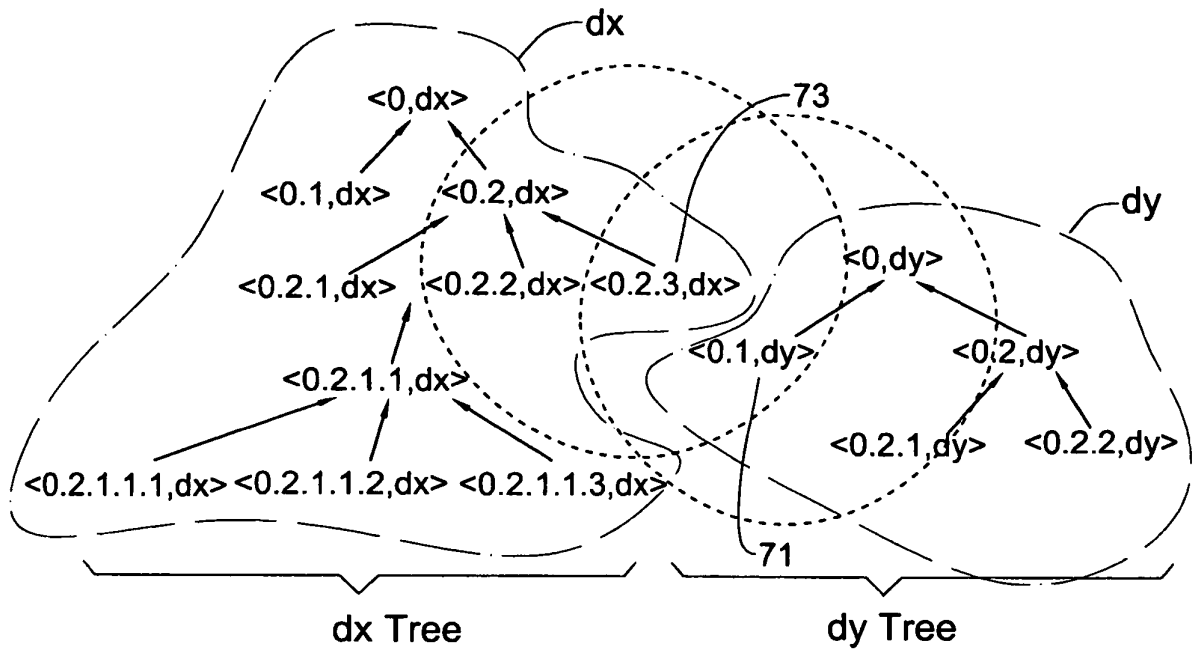 dx
<0,dx>
73
<0.1,dx> <0.2,dx>
dy
<0,dy>
<0.2.1,dx> <0.2.2,dx> <0.2.3,dx>
<0.1,dy> <0.2,dy>
<0.2.1.1,dx>
<0.2.1,dy> <0.2.2,dy>
<0.2.1.1.1,dx> <0.2.1.1.2,dx> <0.2.1.1.3,dx>
71
dx Tree dy Tree